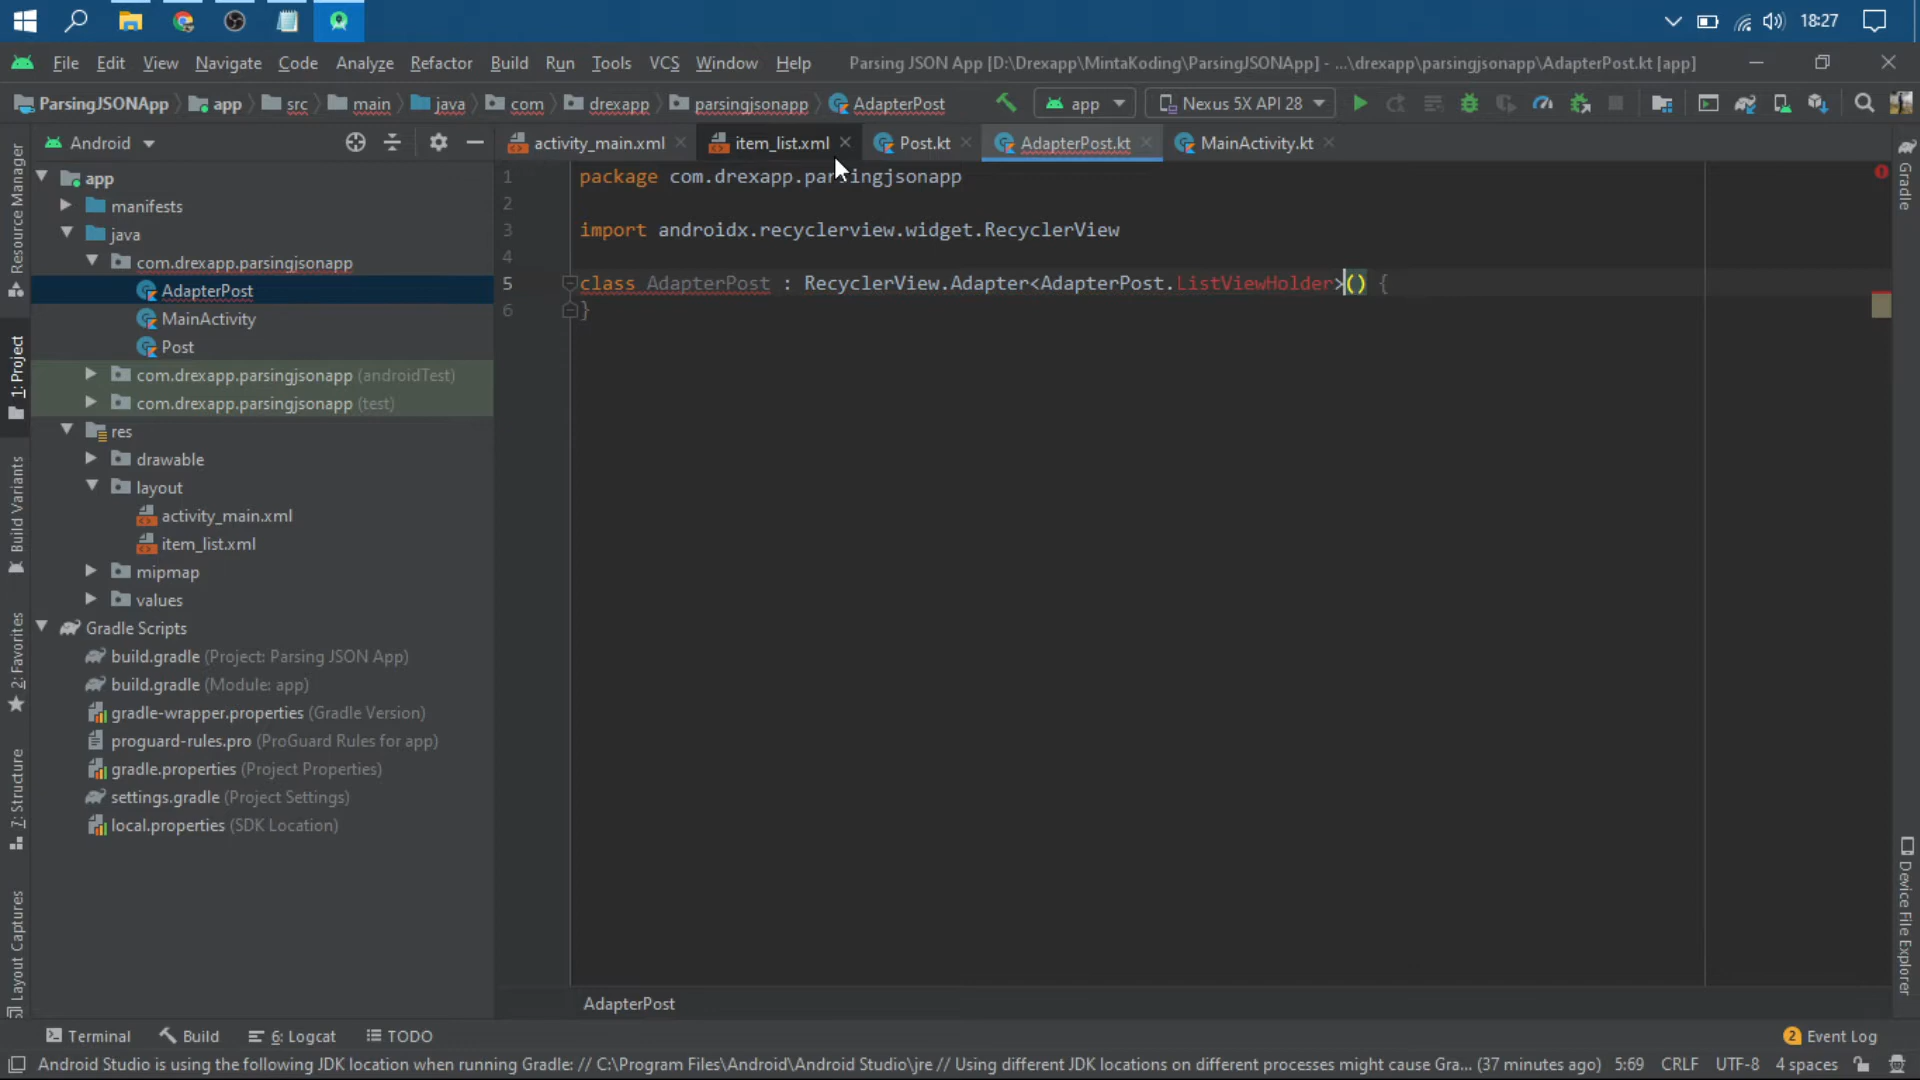 18:27
File Edit View Navigate Code Analyze Refactor Build Run Tools VCS Window Help Parsing JSON App [D:\Drexapp\MintaKoding\ParsingJSONApp] - ...\drexapp\parsingjsonapp\AdapterPost.kt [app]
ParsingJSONApp app src main java com drexapp parsingjsonapp AdapterPost app Nexus 5X API 28
Android activity_main.xml item_list.xml Post.kt AdapterPost.kt MainActivity.kt
app
manifests
java
com.drexapp.parsingjsonapp
AdapterPost
MainActivity
Post
com.drexapp.parsingjsonapp (androidTest)
com.drexapp.parsingjsonapp (test)
res
drawable
layout
activity_main.xml
item_list.xml
mipmap
values
Gradle Scripts
build.gradle (Project: Parsing JSON App)
build.gradle (Module: app)
gradle-wrapper.properties (Gradle Version)
proguard-rules.pro (ProGuard Rules for app)
gradle.properties (Project Properties)
settings.gradle (Project Settings)
local.properties (SDK Location)
1 package com.drexapp.parsingjsonapp
2
3 import androidx.recyclerview.widget.RecyclerView
4
5 class AdapterPost : RecyclerView.Adapter<AdapterPost.ListViewHolder>() {
6 }
AdapterPost
Resource Manager
1: Project
Build Variants
2: Favorites
7: Structure
Layout Captures
Gradle
Device File Explorer
Terminal Build 6: Logcat TODO 2 Event Log
Android Studio is using the following JDK location when running Gradle: // C:\Program Files\Android\Android Studio\jre // Using different JDK locations on different processes might cause Gra... (37 minutes ago) 5:69 CRLF UTF-8 4 spaces